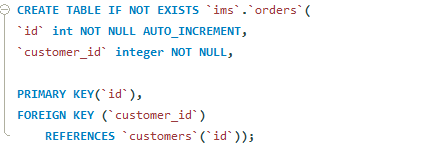 CREATE TABLE IF NOT EXISTS `ims`.`orders`(
`id` int NOT NULL AUTO_INCREMENT,
`customer_id` integer NOT NULL,
PRIMARY KEY(`id`),
FOREIGN KEY (`customer_id`)
REFERENCES `customers`(`id`));